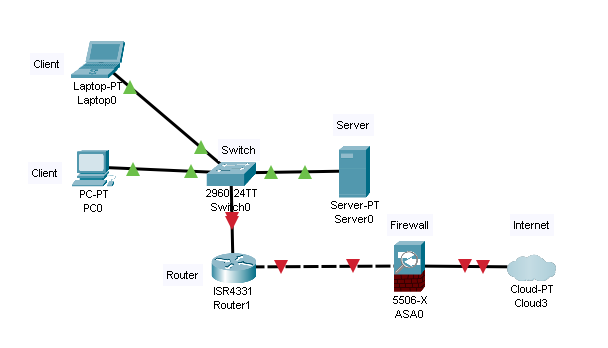 Client
Laptop-PT
Laptop0
Switch
Server
Client
PC-PT
PC0
2960-24TT
Switch0
Server-PT
Server0
Firewall
Internet
Router
ISR4331
Router1
5506-X
ASA0
Cloud-PT
Cloud3